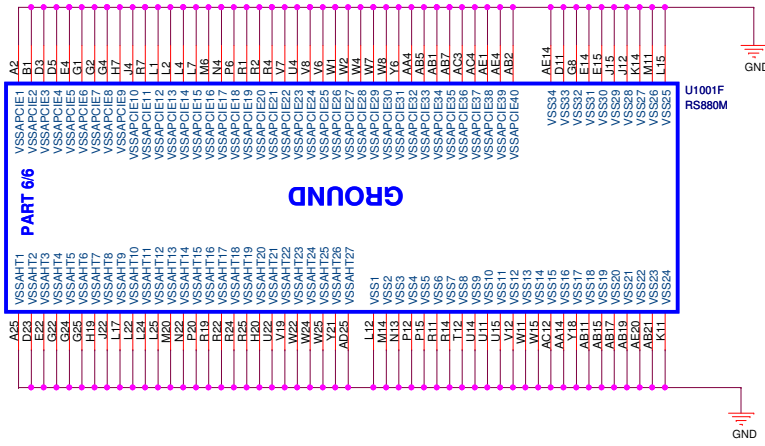 A2
B1
D3
D5
E4
G1
G2
G4
H7
J4
R7
L1
L2
L4
L7
M6
N4
P6
R1
R2
R4
V7
U4
V8
V6
W1
W2
W4
W7
W8
Y6
AA4
AB5
AB1
AB7
AC3
AC4
AE1
AE4
AB2
AE14
D11
G8
E14
E15
J15
J12
K14
M11
L15
GND
U1001F
RS880M
VSSAPCIE1
VSSAPCIE2
VSSAPCIE3
VSSAPCIE4
VSSAPCIE5
VSSAPCIE6
VSSAPCIE7
VSSAPCIE8
VSSAPCIE9
VSSAPCIE10
VSSAPCIE11
VSSAPCIE12
VSSAPCIE13
VSSAPCIE14
VSSAPCIE15
VSSAPCIE16
VSSAPCIE17
VSSAPCIE18
VSSAPCIE19
VSSAPCIE20
VSSAPCIE21
VSSAPCIE22
VSSAPCIE23
VSSAPCIE24
VSSAPCIE25
VSSAPCIE26
VSSAPCIE27
VSSAPCIE28
VSSAPCIE29
VSSAPCIE30
VSSAPCIE31
VSSAPCIE32
VSSAPCIE33
VSSAPCIE34
VSSAPCIE35
VSSAPCIE36
VSSAPCIE37
VSSAPCIE38
VSSAPCIE39
VSSAPCIE40
VSS34
VSS33
VSS32
VSS31
VSS30
VSS29
VSS28
VSS27
VSS26
VSS25
PART 6/6
GROUND
VSSAHT1
VSSAHT2
VSSAHT3
VSSAHT4
VSSAHT5
VSSAHT6
VSSAHT7
VSSAHT8
VSSAHT9
VSSAHT10
VSSAHT11
VSSAHT12
VSSAHT13
VSSAHT14
VSSAHT15
VSSAHT16
VSSAHT17
VSSAHT18
VSSAHT19
VSSAHT20
VSSAHT21
VSSAHT22
VSSAHT23
VSSAHT24
VSSAHT25
VSSAHT26
VSSAHT27
VSS1
VSS2
VSS3
VSS4
VSS5
VSS6
VSS7
VSS8
VSS9
VSS10
VSS11
VSS12
VSS13
VSS14
VSS15
VSS16
VSS17
VSS18
VSS19
VSS20
VSS21
VSS22
VSS23
VSS24
A25
D23
E22
G22
G24
G25
H19
J22
L17
L22
L24
L25
M20
N22
P20
R19
R22
R24
R25
H20
U22
V19
W22
W24
W25
Y21
AD25
L12
M14
N13
P12
P15
R11
R14
T12
U14
U11
U15
V12
W11
W15
AC12
AA14
Y18
AB11
AB15
AB17
AB19
AE20
AB21
K11
GND